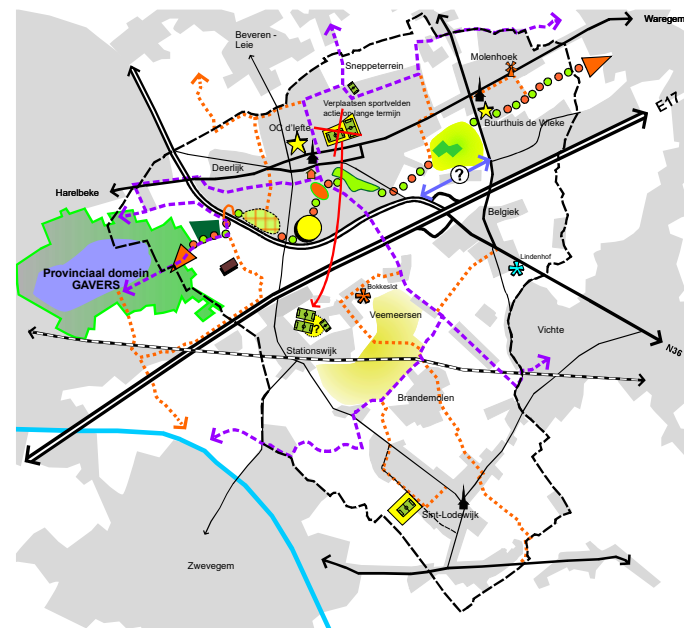 Waregem
Beveren -
Leie
Sneppeterrein
Molenhoek
E17
Verplaatsen sportvelden
actie op lange termijn
OC d'Iefte
Buurthuis de Wieke
Deerlijk
?
Harelbeke
Belgiek
Lindenhof
Provinciaal domein
GAVERS
Bokkeslot
Veemeersen
?
Vichte
Stationswijk
N36
Brandemolen
Sint-Lodewijk
Zwevegem